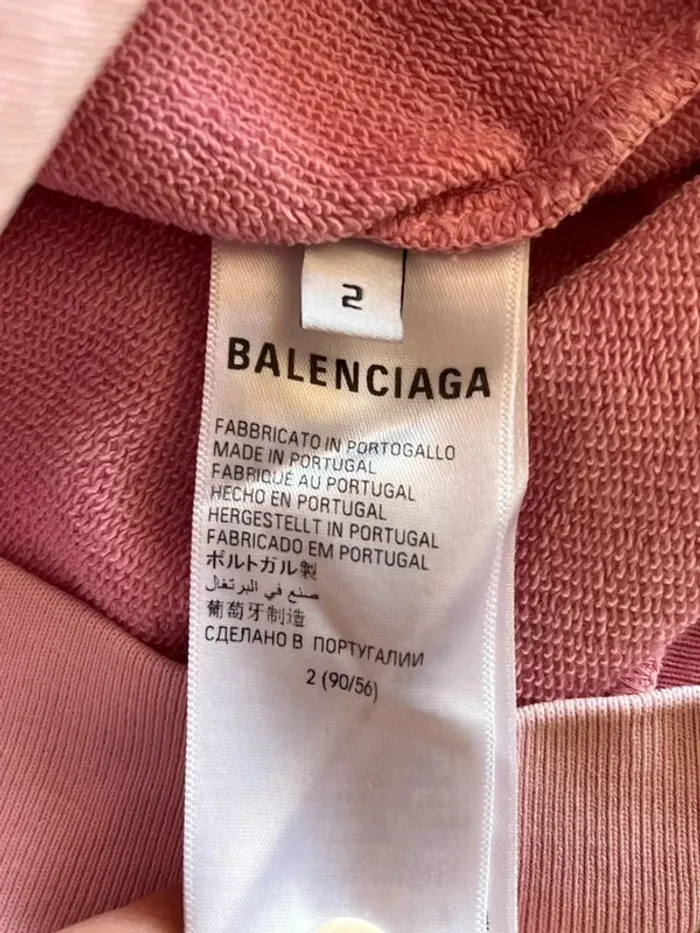 2
BALENCIAGA
FABBRICATO IN PORTOGALLO
MADE IN PORTUGAL
FABRIQUÉ AU PORTUGAL
HECHO EN PORTUGAL
HERGESTELLT IN PORTUGAL
FABRICADO EM PORTUGAL
ポルトガル製
صنع في البرتغال
葡萄牙制造
СДЕЛАНО В ПОРТУГАЛИИ
2 (90/56)